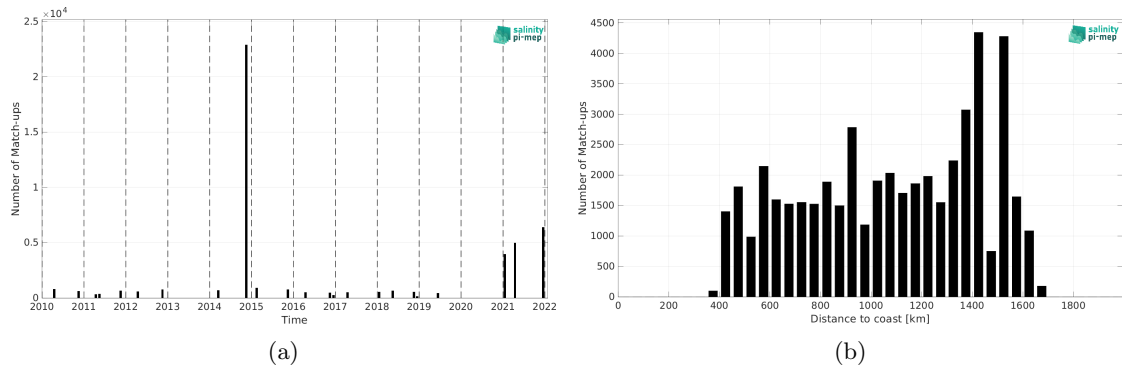 ×10⁴
2.5
2
1.5
1
0.5
0
2010 2011 2012 2013 2014 2015 2016 2017 2018 2019 2020 2021 2022
Number of Match-ups
Time
salinity
pi-mep
(a)
4500
4000
3500
3000
2500
2000
1500
1000
500
0
0 200 400 600 800 1000 1200 1400 1600 1800
Number of Match-ups
Distance to coast [km]
salinity
pi-mep
(b)